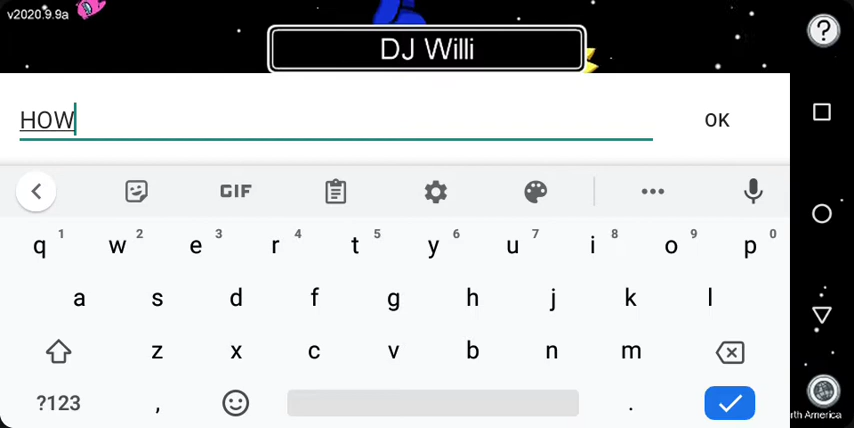 v2020.9.9a
DJ Willi
HOW
OK
GIF
q 1 w 2 e 3 r 4 t 5 y 6 u 7 i 8 o 9 p 0
a s d f g h j k l
z x c v b n m
?123 , .
rth America